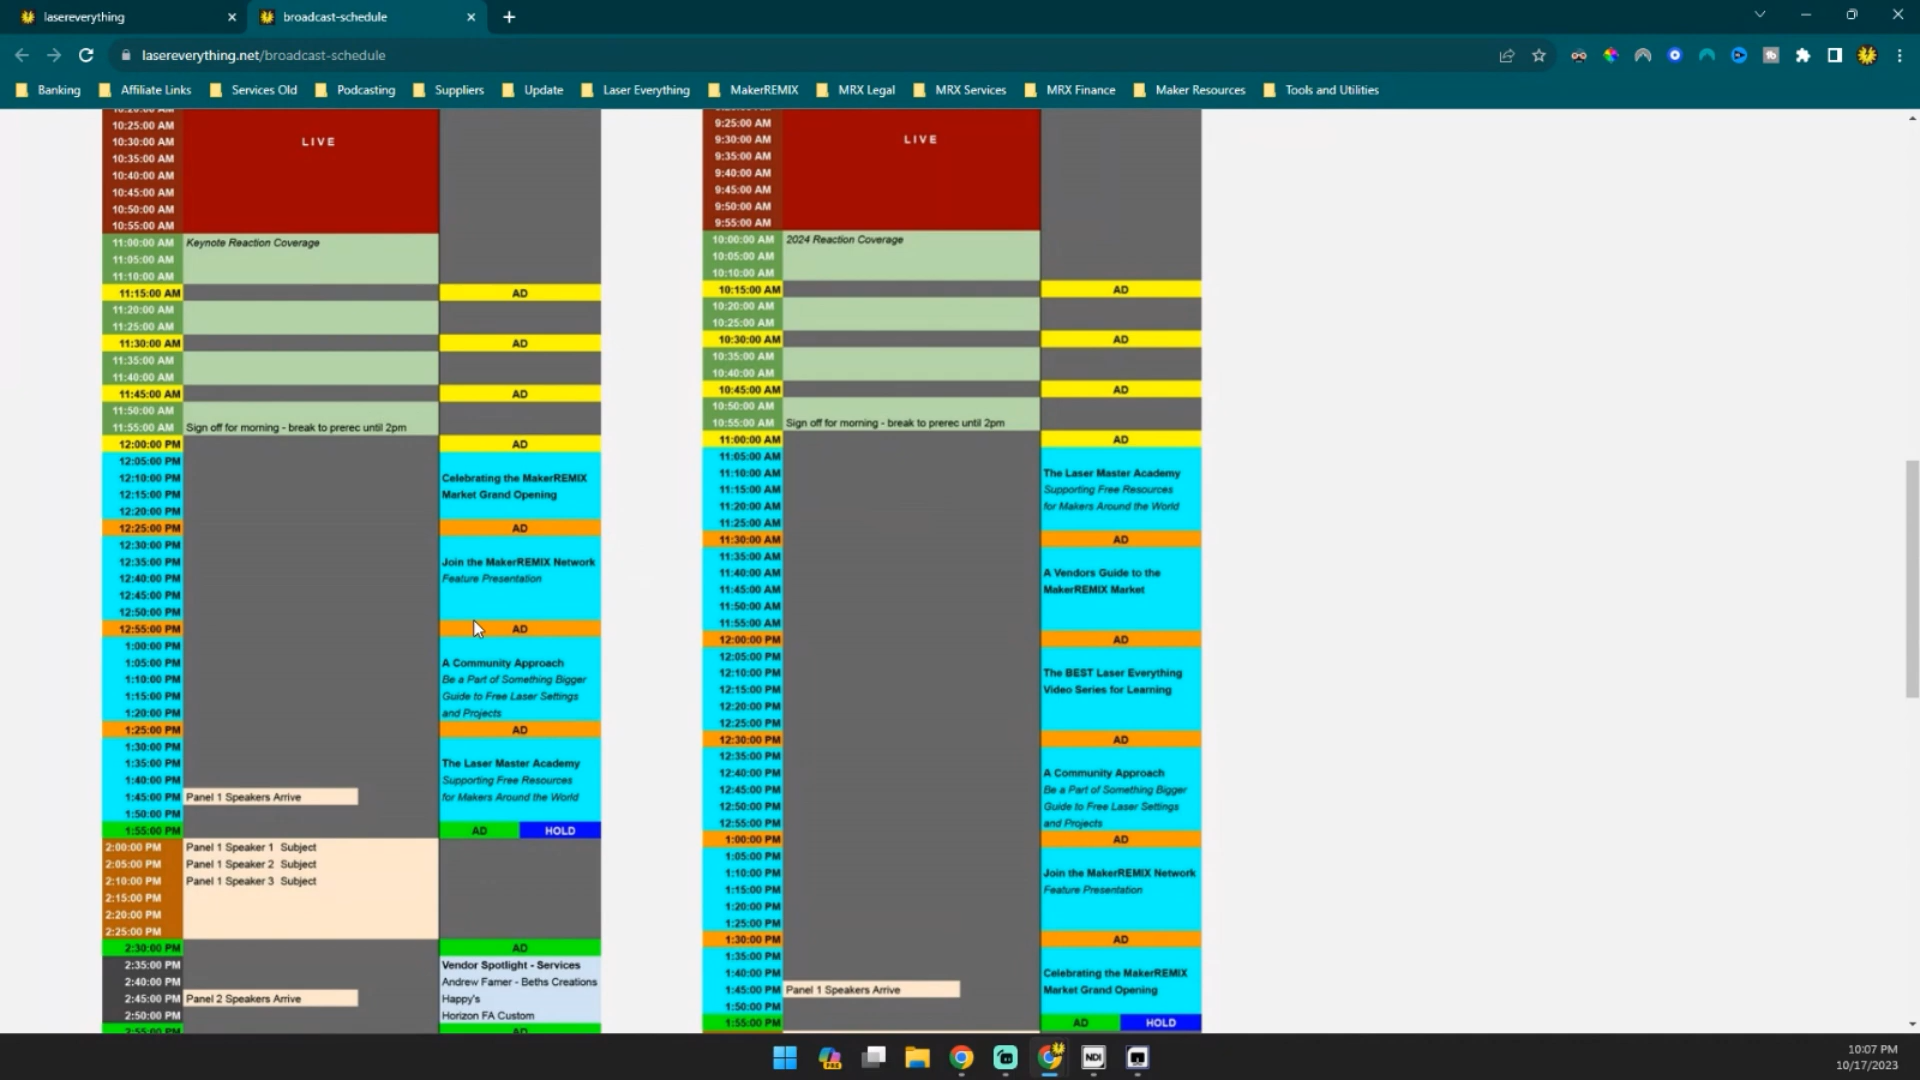 lasereverything
broadcast-schedule
lasereverything.net/broadcast-schedule
Banking
Affiliate Links
Services Old
Podcasting
Suppliers
Update
Laser Everything
MakerREMIX
MRX Legal
MRX Services
MRX Finance
Maker Resources
Tools and Utilities
10:25:00 AM
10:30:00 AM LIVE
10:35:00 AM
10:40:00 AM
10:45:00 AM
10:50:00 AM
10:55:00 AM
11:00:00 AM Keynote Reaction Coverage
11:05:00 AM
11:10:00 AM
11:15:00 AM AD
11:20:00 AM
11:25:00 AM
11:30:00 AM AD
11:35:00 AM
11:40:00 AM
11:45:00 AM AD
11:50:00 AM
11:55:00 AM Sign off for morning - break to prerec until 2pm
12:00:00 PM AD
12:05:00 PM
12:10:00 PM Celebrating the MakerREMIX
12:15:00 PM Market Grand Opening
12:20:00 PM
12:25:00 PM AD
12:30:00 PM
12:35:00 PM Join the MakerREMIX Network
12:40:00 PM Feature Presentation
12:45:00 PM
12:50:00 PM
12:55:00 PM AD
1:00:00 PM
1:05:00 PM A Community Approach
1:10:00 PM Be a Part of Something Bigger
1:15:00 PM Guide to Free Laser Settings
1:20:00 PM and Projects
1:25:00 PM AD
1:30:00 PM
1:35:00 PM The Laser Master Academy
1:40:00 PM Supporting Free Resources
1:45:00 PM Panel 1 Speakers Arrive for Makers Around the World
1:50:00 PM
1:55:00 PM AD HOLD
2:00:00 PM Panel 1 Speaker 1 Subject
2:05:00 PM Panel 1 Speaker 2 Subject
2:10:00 PM Panel 1 Speaker 3 Subject
2:15:00 PM
2:20:00 PM
2:25:00 PM
2:30:00 PM AD
2:35:00 PM Vendor Spotlight - Services
2:40:00 PM Andrew Famer - Beths Creations
2:45:00 PM Panel 2 Speakers Arrive Happy's
2:50:00 PM Horizon FA Custom
2:55:00 PM AD
9:25:00 AM
9:30:00 AM LIVE
9:35:00 AM
9:40:00 AM
9:45:00 AM
9:50:00 AM
9:55:00 AM
10:00:00 AM 2024 Reaction Coverage
10:05:00 AM
10:10:00 AM
10:15:00 AM AD
10:20:00 AM
10:25:00 AM
10:30:00 AM AD
10:35:00 AM
10:40:00 AM
10:45:00 AM AD
10:50:00 AM
10:55:00 AM Sign off for morning - break to prerec until 2pm
11:00:00 AM AD
11:05:00 AM
11:10:00 AM The Laser Master Academy
11:15:00 AM Supporting Free Resources
11:20:00 AM for Makers Around the World
11:25:00 AM
11:30:00 AM AD
11:35:00 AM
11:40:00 AM A Vendors Guide to the
11:45:00 AM MakerREMIX Market
11:50:00 AM
11:55:00 AM
12:00:00 PM AD
12:05:00 PM
12:10:00 PM The BEST Laser Everything
12:15:00 PM Video Series for Learning
12:20:00 PM
12:25:00 PM
12:30:00 PM AD
12:35:00 PM
12:40:00 PM A Community Approach
12:45:00 PM Be a Part of Something Bigger
12:50:00 PM Guide to Free Laser Settings
12:55:00 PM and Projects
1:00:00 PM AD
1:05:00 PM
1:10:00 PM Join the MakerREMIX Network
1:15:00 PM Feature Presentation
1:20:00 PM
1:25:00 PM
1:30:00 PM AD
1:35:00 PM
1:40:00 PM Celebrating the MakerREMIX
1:45:00 PM Panel 1 Speakers Arrive Market Grand Opening
1:50:00 PM
1:55:00 PM AD HOLD
PRE
NDI
10:07 PM
10/17/2023